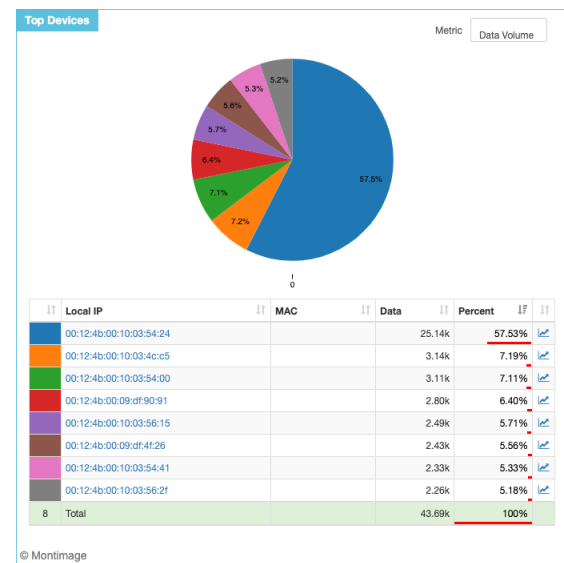 Top Devices
Metric
Data Volume
5.2%
5.3%
5.6%
5.7%
6.4%
7.1%
7.2%
57.5%
0
Local IP MAC Data Percent
00:12:4b:00:10:03:54:24 25.14k 57.53%
00:12:4b:00:10:03:4c:c5 3.14k 7.19%
00:12:4b:00:10:03:54:00 3.11k 7.11%
00:12:4b:00:09:df:90:91 2.80k 6.40%
00:12:4b:00:10:03:56:15 2.49k 5.71%
00:12:4b:00:09:df:4f:26 2.43k 5.56%
00:12:4b:00:10:03:54:41 2.33k 5.33%
00:12:4b:00:10:03:56:2f 2.26k 5.18%
8 Total 43.69k 100%
© Montimage